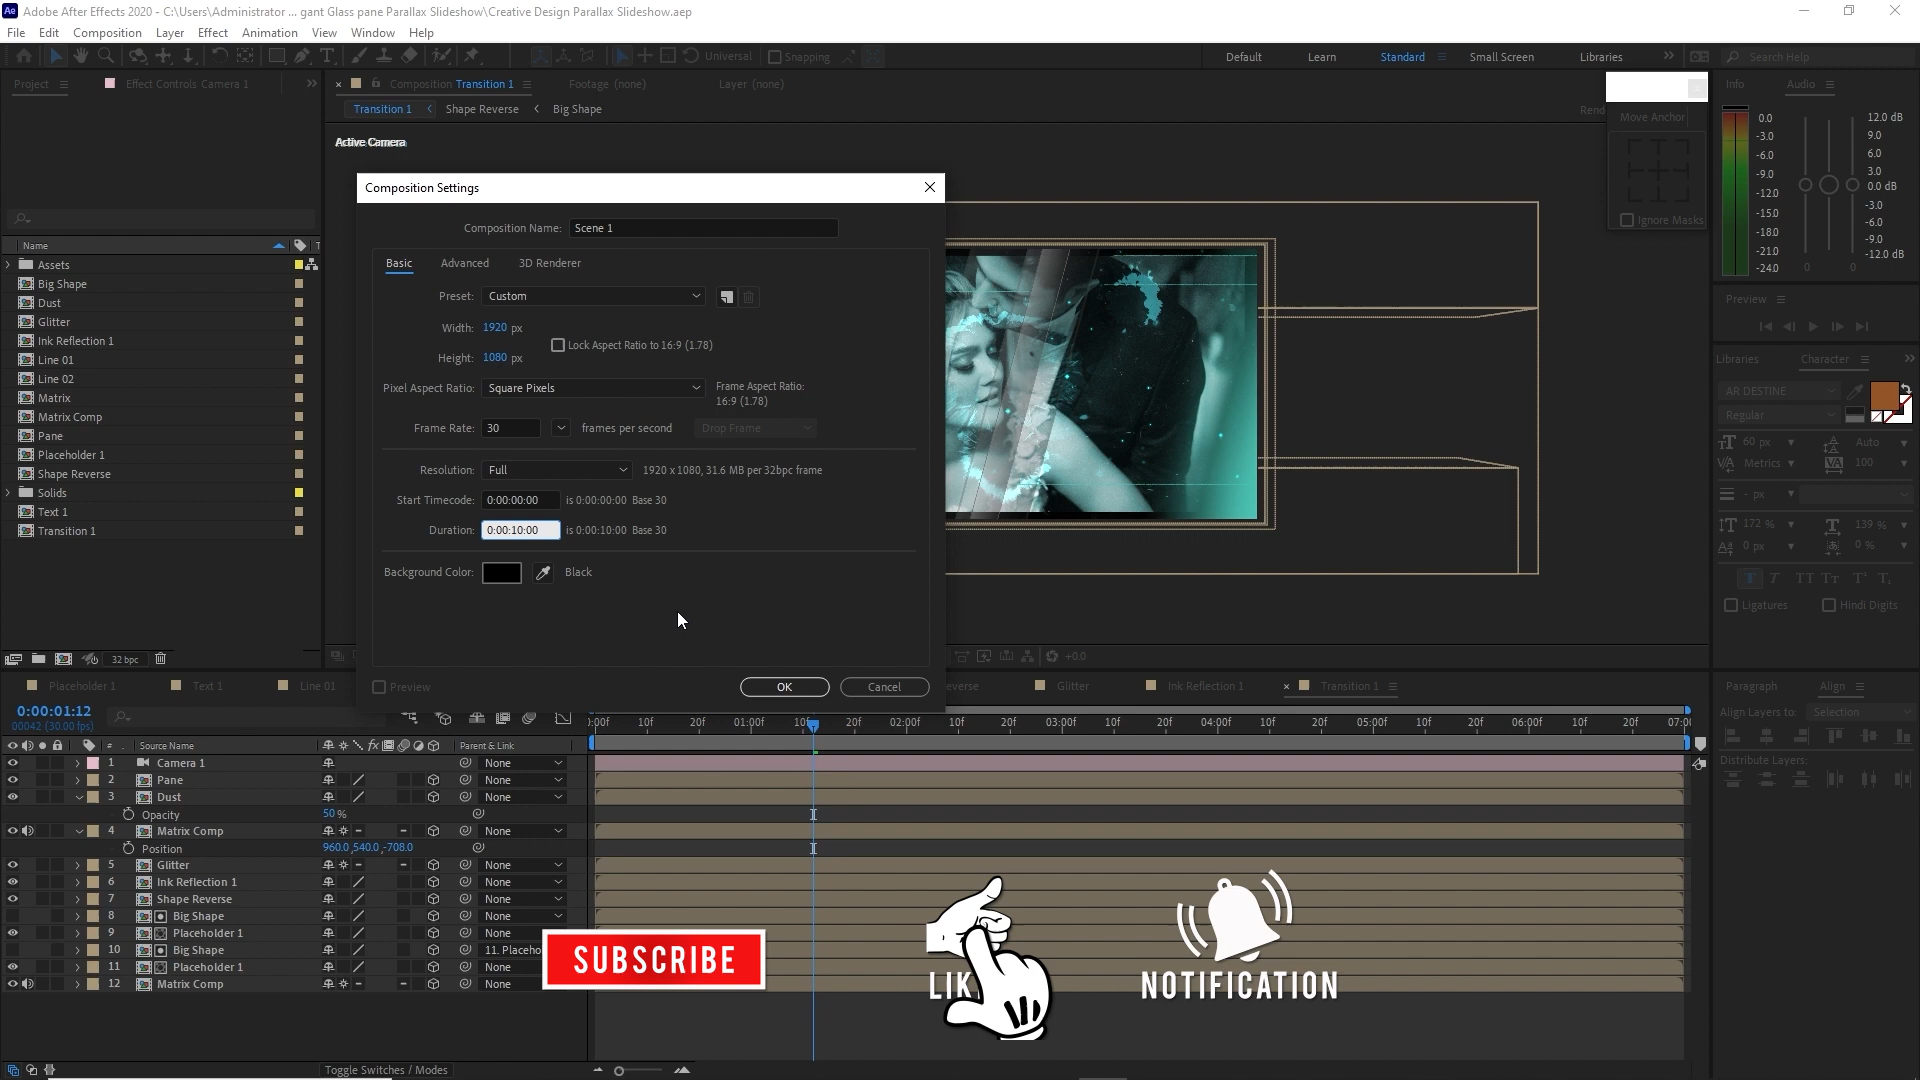 Adobe After Effects 2020 - C:\Users\Administrator ... gant Glass pane Parallax Slideshow\Creative Design Parallax Slideshow.aep
File Edit Composition Layer Effect Animation View Window Help
Universal Snapping Default Learn Standard Small Screen Libraries Search Help
Project Effect Controls Camera 1
Composition Transition 1 Footage (none) Layer (none)
Info Audio
Transition 1 Shape Reverse Big Shape
Move Anchor
Ignore Masks
Active Camera
0.0
-3.0
-6.0
-9.0
-12.0
-15.0
-18.0
-21.0
-24.0
12.0 dB
9.0
6.0
3.0
0.0 dB
-3.0
-6.0
-9.0
-12.0 dB
0 0
Name
Assets
Big Shape
Dust
Glitter
Ink Reflection 1
Line 01
Line 02
Matrix
Matrix Comp
Pane
Placeholder 1
Shape Reverse
Solids
Text 1
Transition 1
32 bpc
Composition Settings
Composition Name: Scene 1
Basic Advanced 3D Renderer
Preset: Custom
Width: 1920 px
Lock Aspect Ratio to 16:9 (1.78)
Height: 1080 px
Pixel Aspect Ratio: Square Pixels
Frame Aspect Ratio:
16:9 (1.78)
Frame Rate: 30 frames per second Drop Frame
Resolution: Full 1920 x 1080, 31.6 MB per 32bpc frame
Start Timecode: 0:00:00:00 is 0:00:00:00 Base 30
Duration: 0:00:10:00 is 0:00:10:00 Base 30
Background Color: Black
Preview OK Cancel
+0.0
Preview
Libraries Character
AR DESTINE
Regular
60 px Auto
Metrics 100
- px
172 % 139 %
0 px 0 %
Ligatures Hindi Digits
Paragraph Align
Align Layers to: Selection
Distribute Layers:
Placeholder 1 Text 1 Line 01 Glitter Ink Reflection 1 Transition 1
0:00:01:12
00042 (30.00 fps)
10f 20f 01:00f 20f 02:00f 10f 20f 03:00f 10f 20f 04:00f 10f 20f 05:00f 10f 20f 06:00f 10f 20f
# Source Name Parent & Link
1 Camera 1 None
2 Pane None
3 Dust None
Opacity 50 %
4 Matrix Comp None
Position 960.0,540.0,-708.0
5 Glitter None
6 Ink Reflection 1 None
7 Shape Reverse None
8 Big Shape None
9 Placeholder 1 None
10 Big Shape
11 Placeholder 1 None
12 Matrix Comp None
SUBSCRIBE
NOTIFICATION
Toggle Switches / Modes